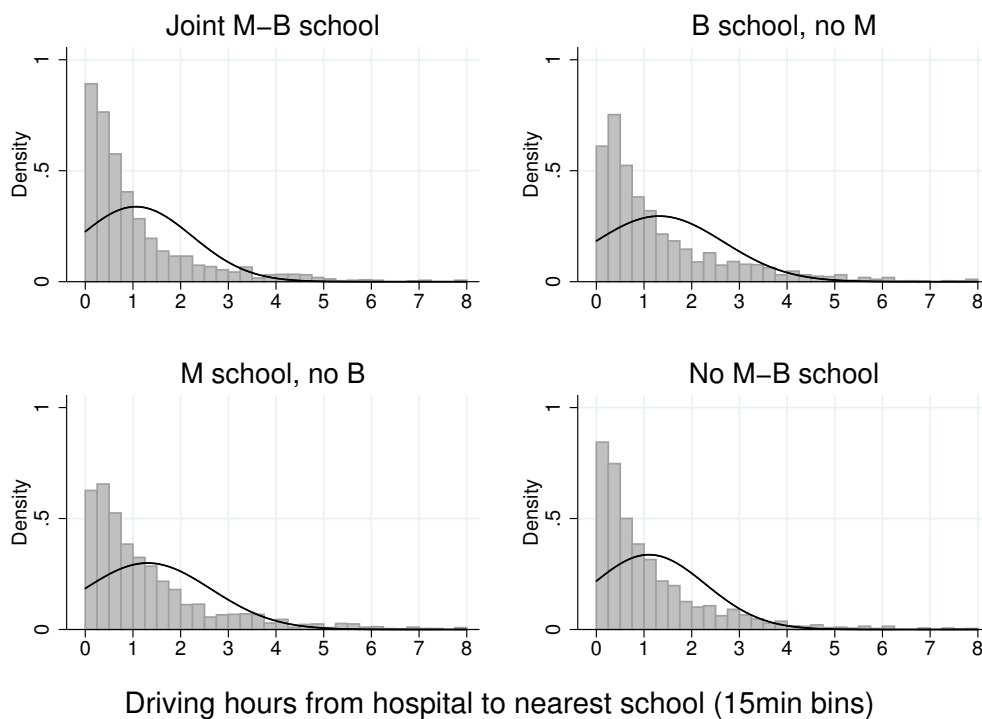 Joint M−B school
B school, no M
Density
0 .5 1
0 1 2 3 4 5 6 7 8
Density
0 .5 1
0 1 2 3 4 5 6 7 8
M school, no B
No M−B school
Density
0 .5 1
0 1 2 3 4 5 6 7 8
Density
0 .5 1
0 1 2 3 4 5 6 7 8
Driving hours from hospital to nearest school (15min bins)